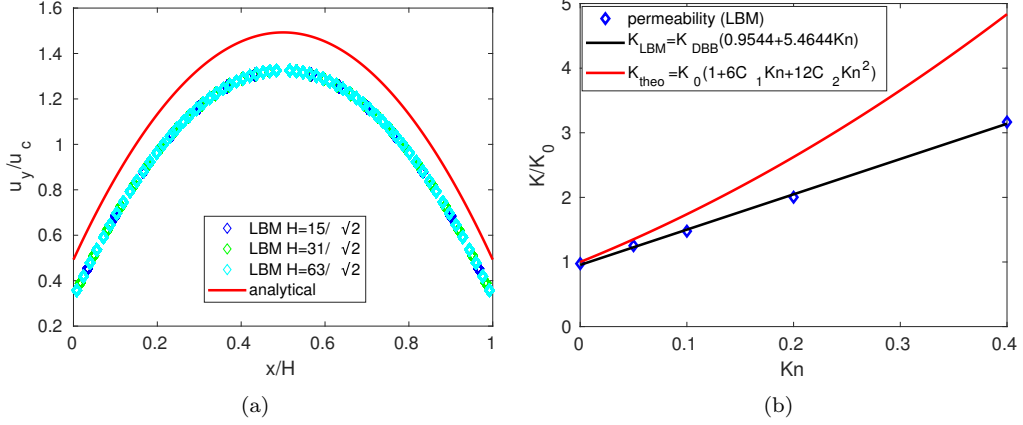 1.6
1.4
1.2
1
0.8
0.6
0.4
0.2
u_y/u_c
LBM H=15/ √2
LBM H=31/ √2
LBM H=63/ √2
analytical
0 0.2 0.4 0.6 0.8 1
x/H
(a)
5
4
3
2
1
0
K/K_0
permeability (LBM)
K_LBM=K_DBB(0.9544+5.4644Kn)
K_theo=K_0(1+6C_1Kn+12C_2Kn^2)
0 0.1 0.2 0.3 0.4
Kn
(b)